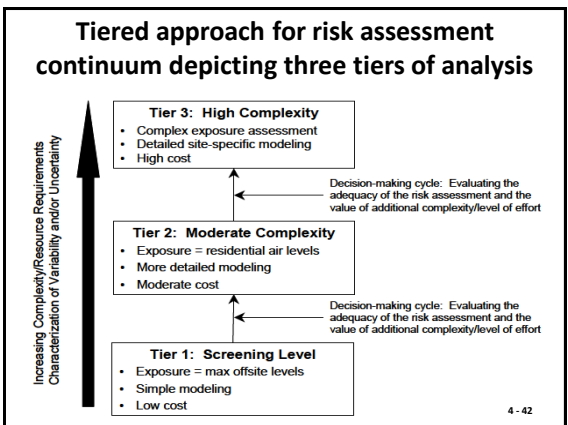 Tiered approach for risk assessment
continuum depicting three tiers of analysis
Increasing Complexity/Resource Requirements
Characterization of Variability and/or Uncertainty
Tier 3: High Complexity
• Complex exposure assessment
• Detailed site-specific modeling
• High cost
Decision-making cycle: Evaluating the
adequacy of the risk assessment and the
value of additional complexity/level of effort
Tier 2: Moderate Complexity
• Exposure = residential air levels
• More detailed modeling
• Moderate cost
Decision-making cycle: Evaluating the
adequacy of the risk assessment and the
value of additional complexity/level of effort
Tier 1: Screening Level
• Exposure = max offsite levels
• Simple modeling
• Low cost
4 - 42